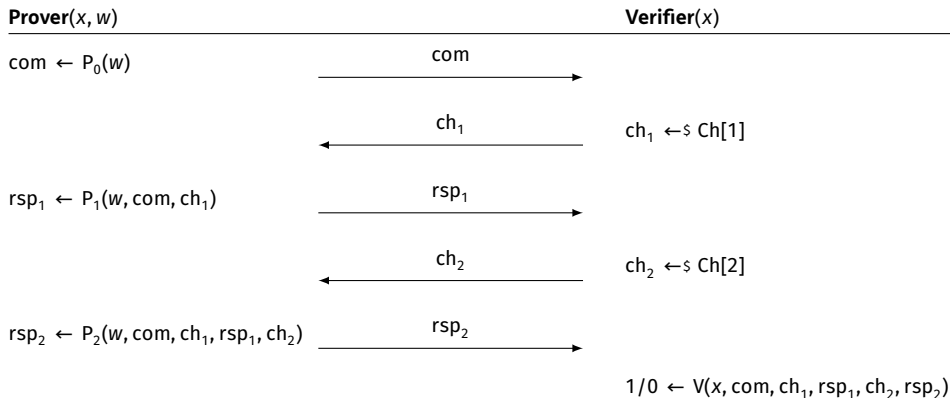 Prover(x, w) Verifier(x)
com ← P₀(w)
com
ch₁
ch₁ ←$ Ch[1]
rsp₁ ← P₁(w, com, ch₁)
rsp₁
ch₂
ch₂ ←$ Ch[2]
rsp₂ ← P₂(w, com, ch₁, rsp₁, ch₂)
rsp₂
1/0 ← V(x, com, ch₁, rsp₁, ch₂, rsp₂)